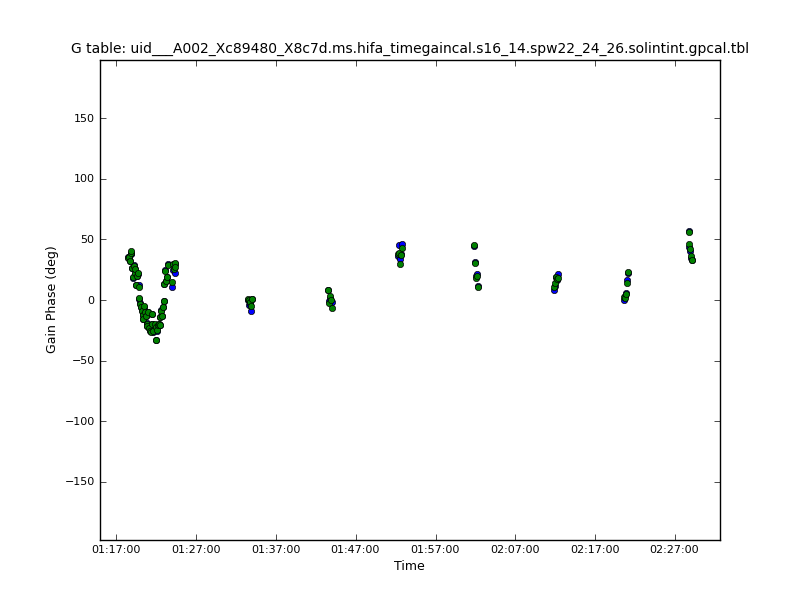 G table: uid___A002_Xc89480_X8c7d.ms.hifa_timegaincal.s16_14.spw22_24_26.solintint.gpcal.tbl
Gain Phase (deg)
150
100
50
0
−50
−100
−150
01:17:00 01:27:00 01:37:00 01:47:00 01:57:00 02:07:00 02:17:00 02:27:00
Time